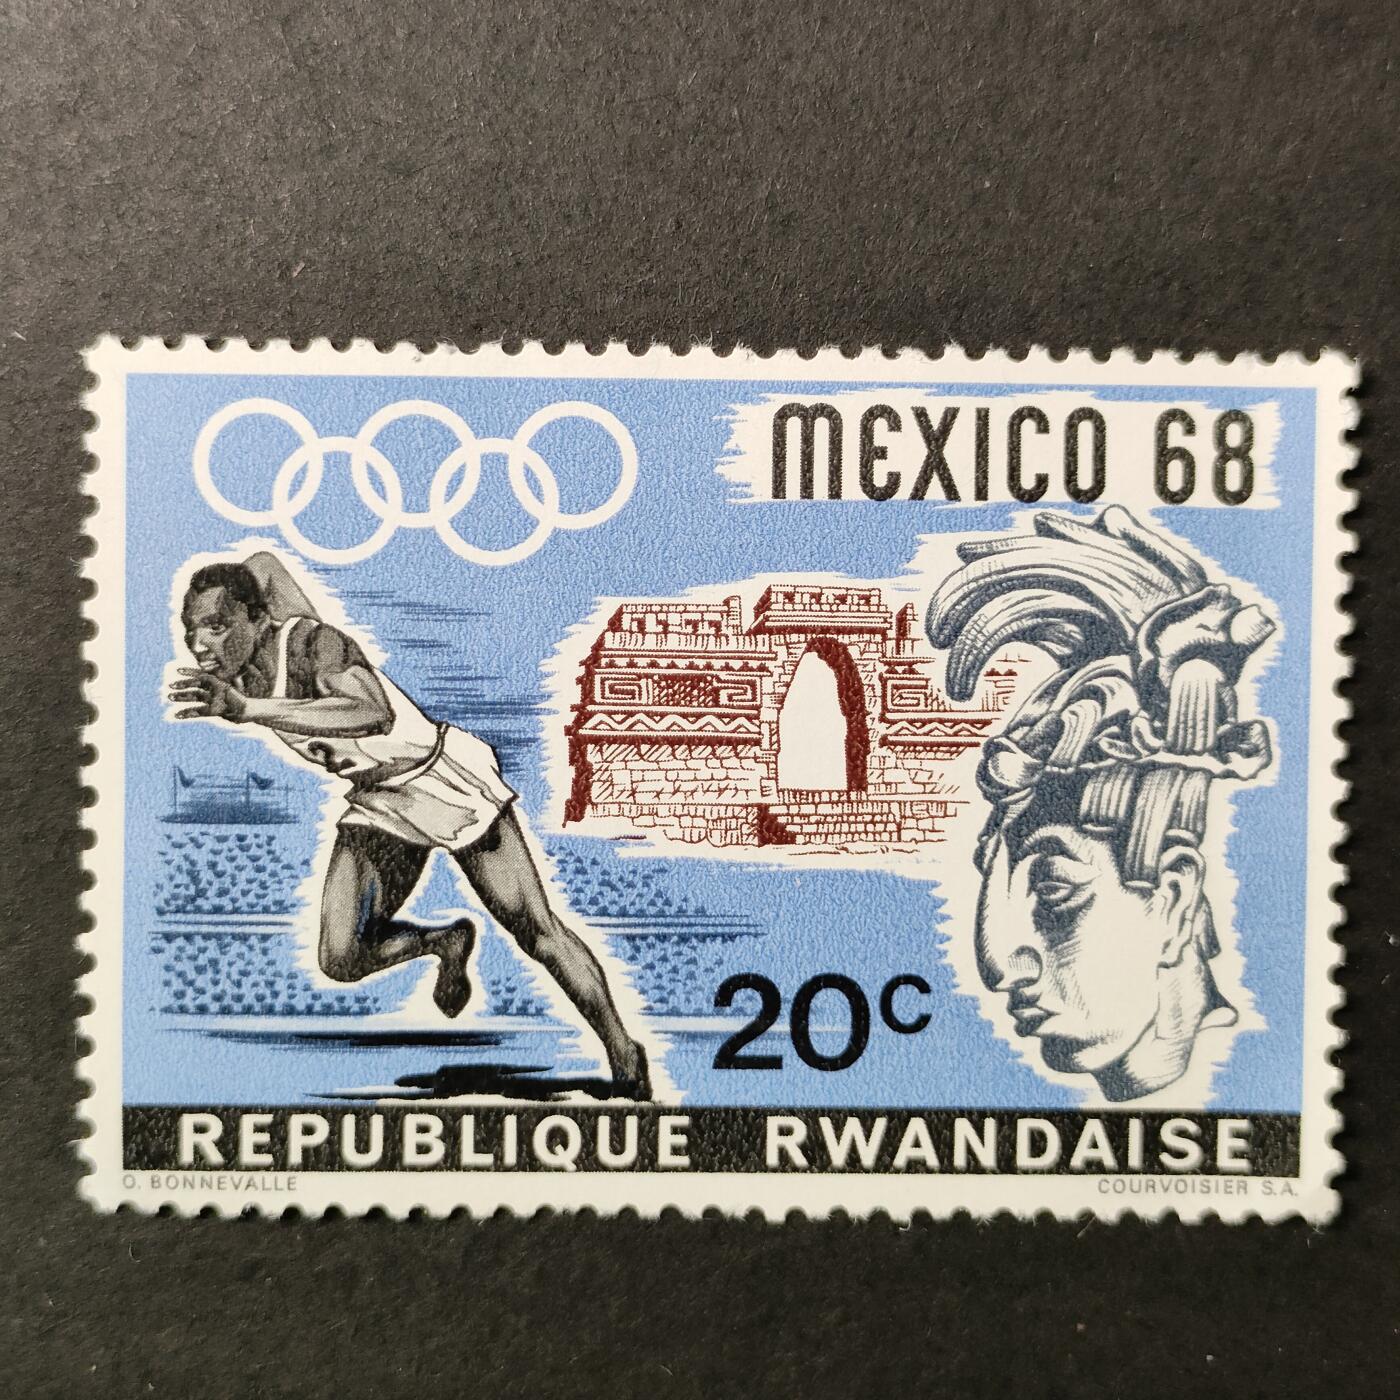 MEXICO 68
20c
REPUBLIQUE RWANDAISE
O. BONNEVALLE
COURVOISIER S.A.